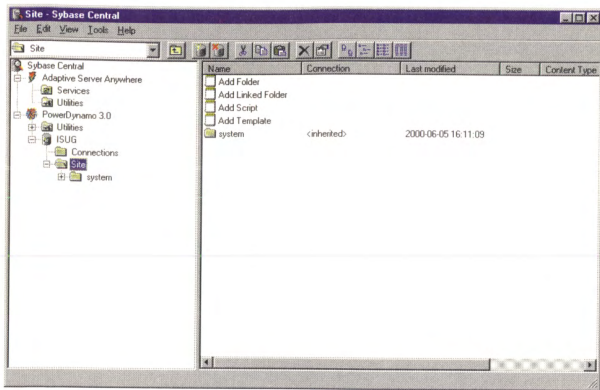 Site - Sybase Central
File Edit View Tools Help
Site
Sybase Central
Adaptive Server Anywhere
Services
Utilities
PowerDynamo 3.0
Utilities
ISUG
Connections
Site
system
Name Connection Last modified Size Content Type
Add Folder
Add Linked Folder
Add Script
Add Template
system <inherited> 2000-06-05 16:11:09